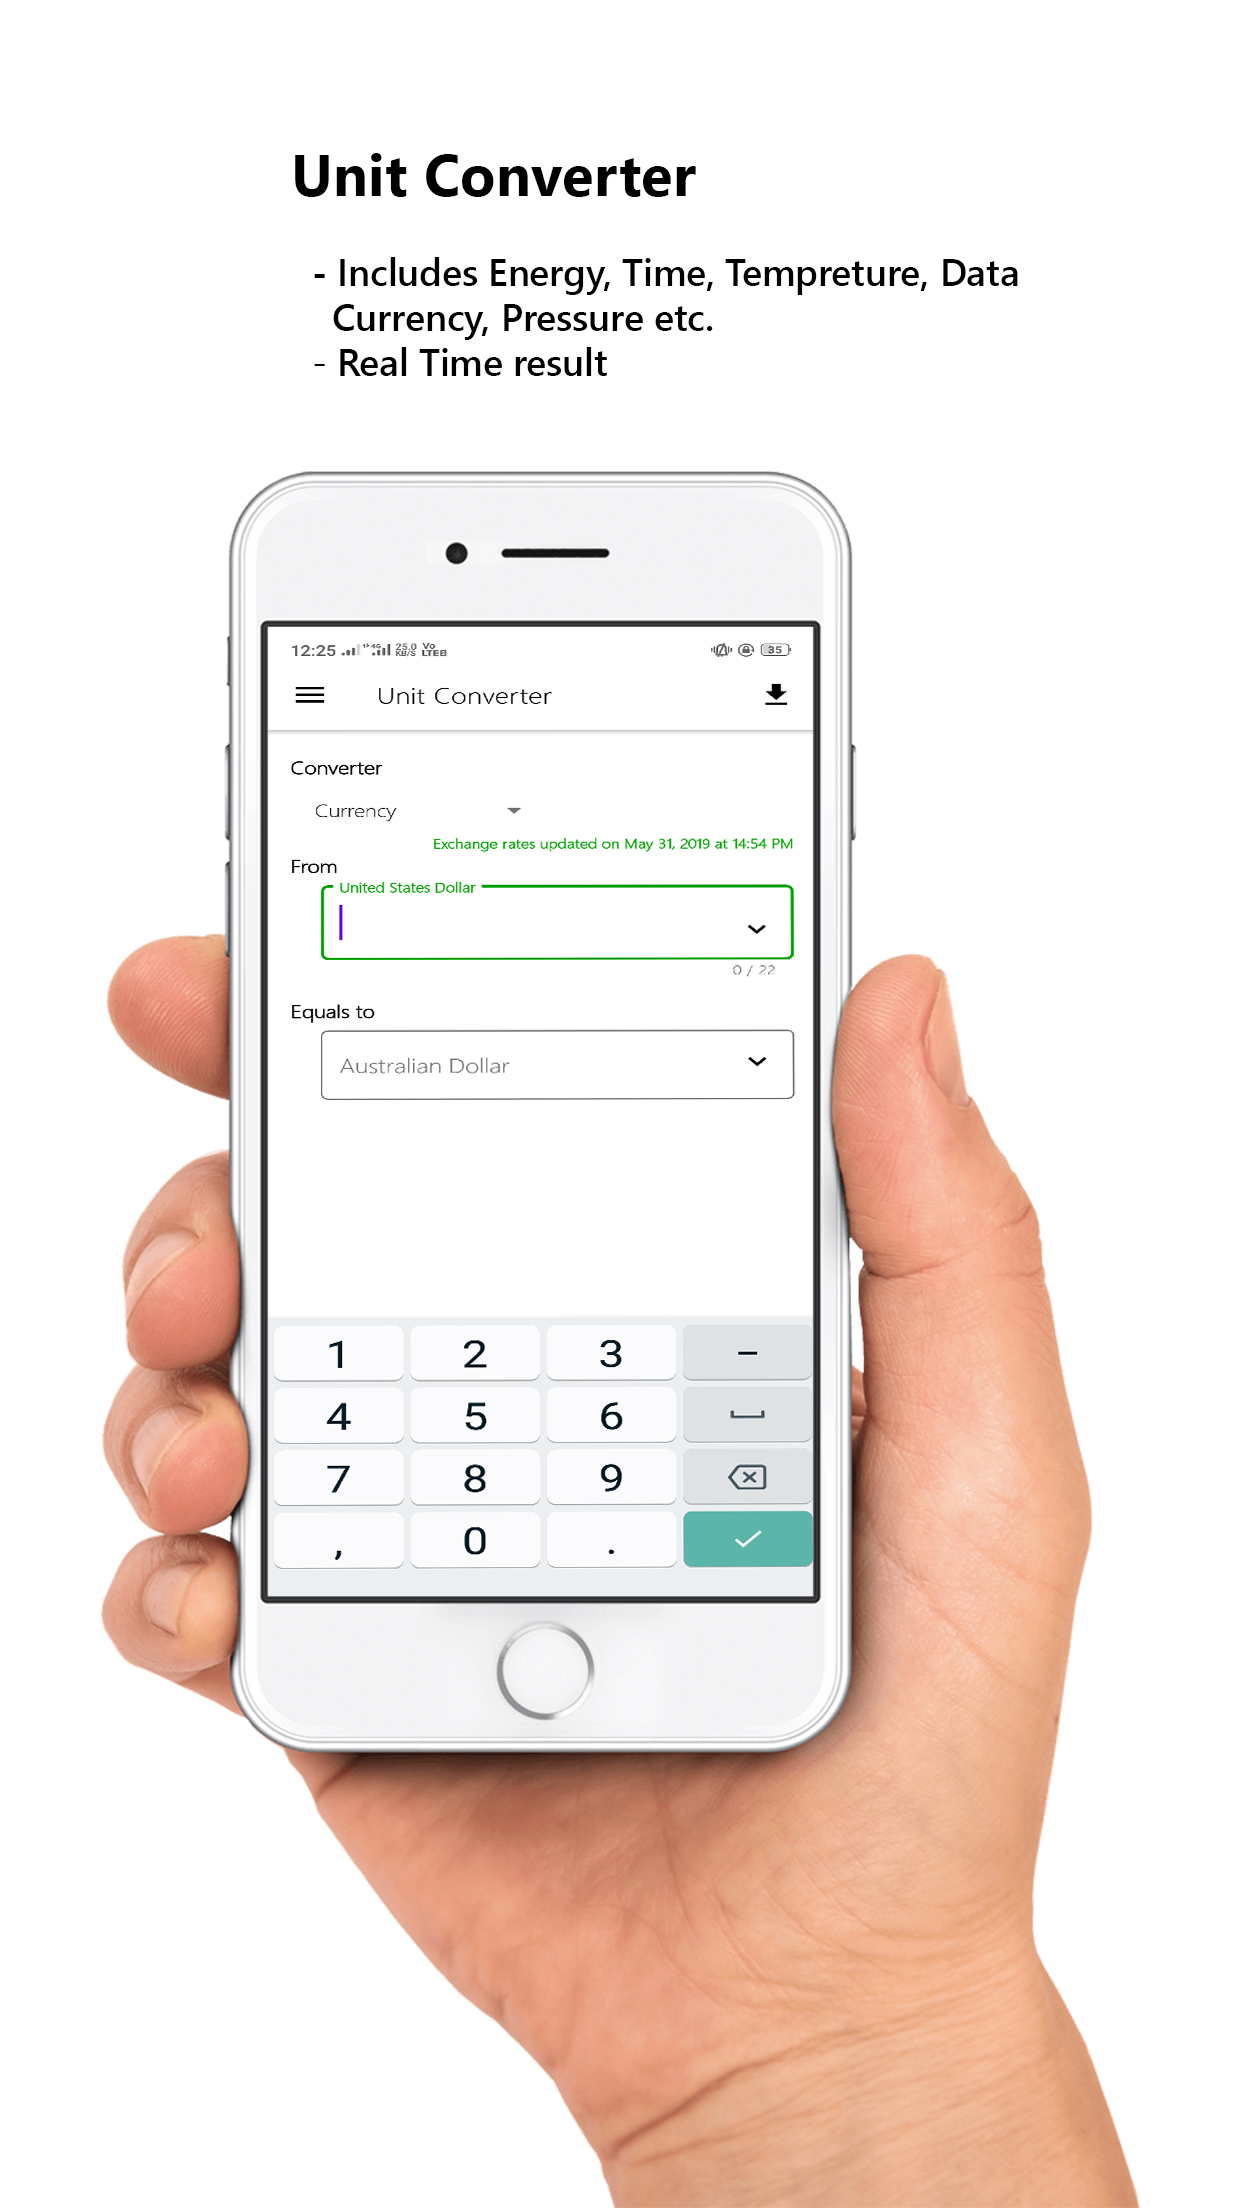 Unit Converter
- Includes Energy, Time, Tempreture, Data
Currency, Pressure etc.
- Real Time result
12:25 4G 25.0 KB/S Vo LTE 35
Unit Converter
Converter
Currency
Exchange rates updated on May 31, 2019 at 14:54 PM
From
United States Dollar
0 / 22
Equals to
Australian Dollar
1 2 3 -
4 5 6
7 8 9
, 0 .